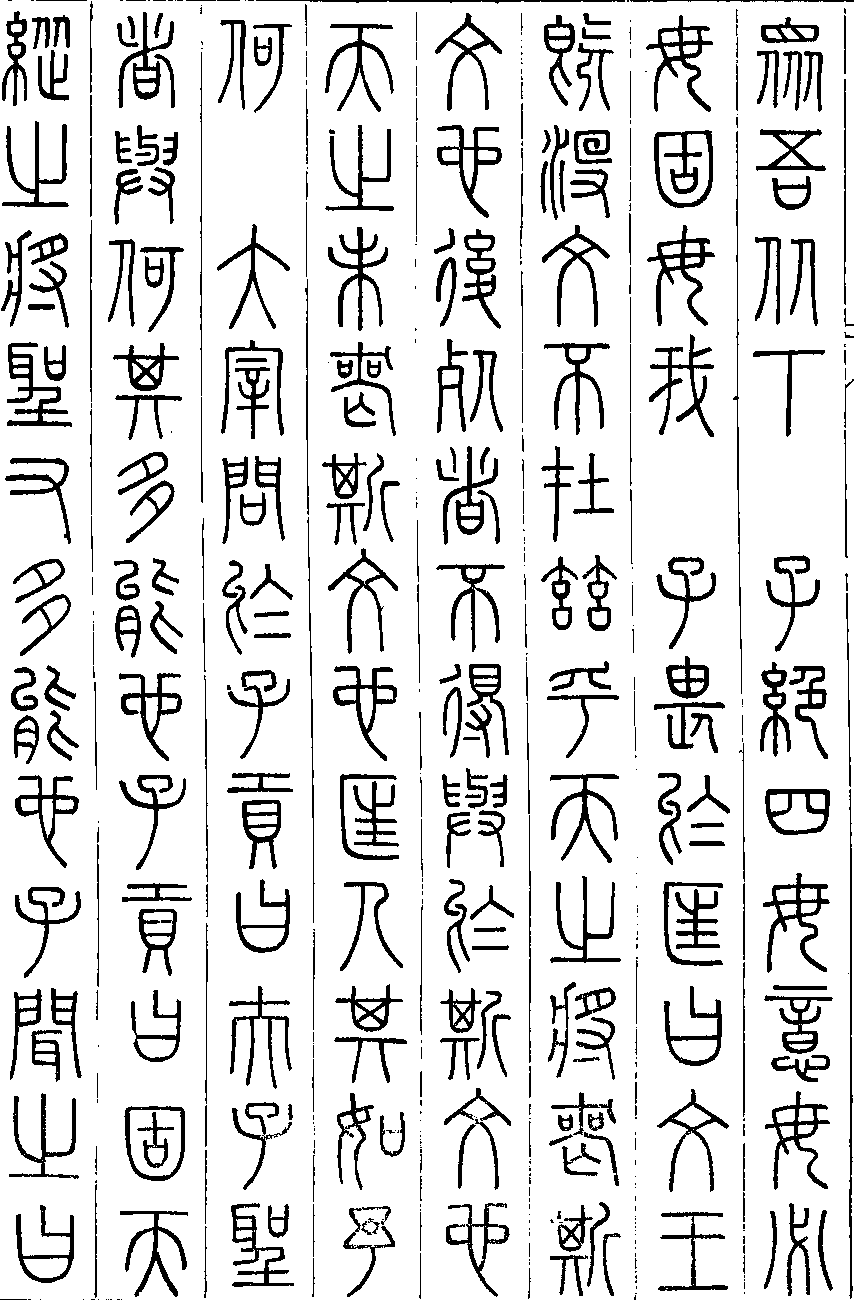 眾吾从下 子絕四毋意毋必
毋固毋我 子畏於匡曰文王
既沒文不在茲乎天之將喪斯
文也後死者不得與於斯文也
天之未喪斯文也匡人其如予
何 大宰問於子貢曰夫子聖
者與何其多能也子貢曰固天
縱之將聖又多能也子聞之曰